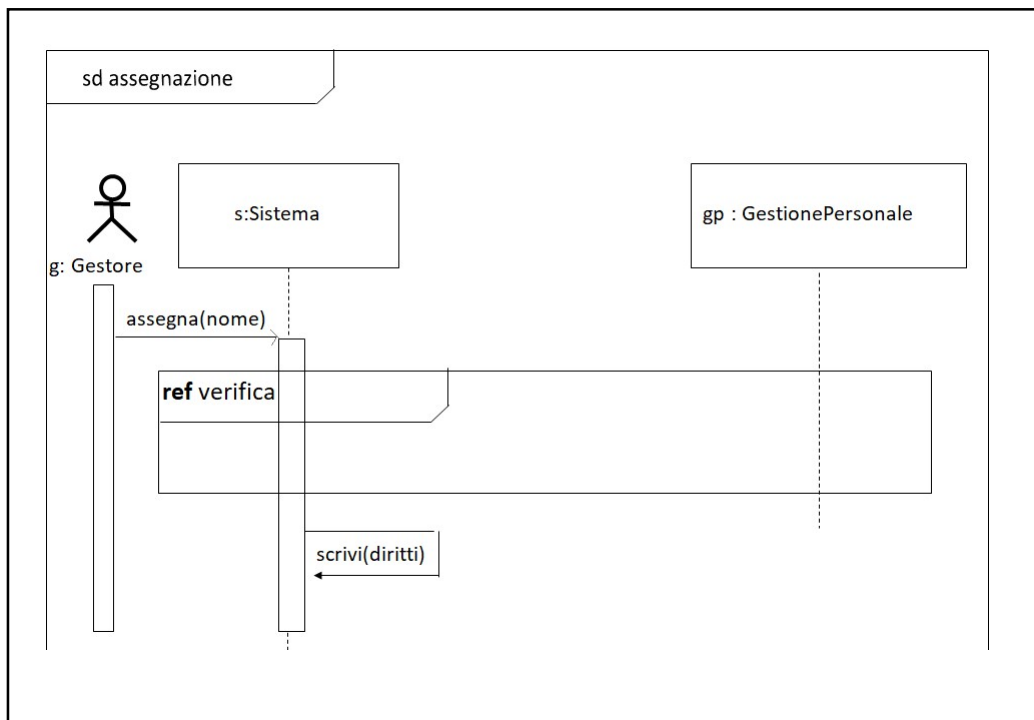 sd assegnazione
s:Sistema
gp : GestionePersonale
g: Gestore
assegna(nome)
ref verifica
scrivi(diritti)